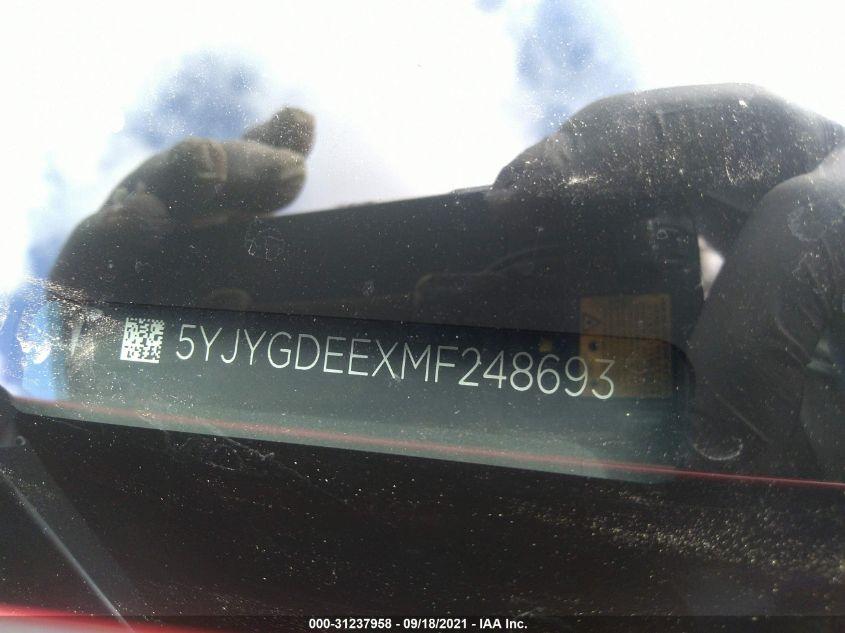 5YJYGDEEXMF248693
000-31237958 - 09/18/2021 - IAA Inc.